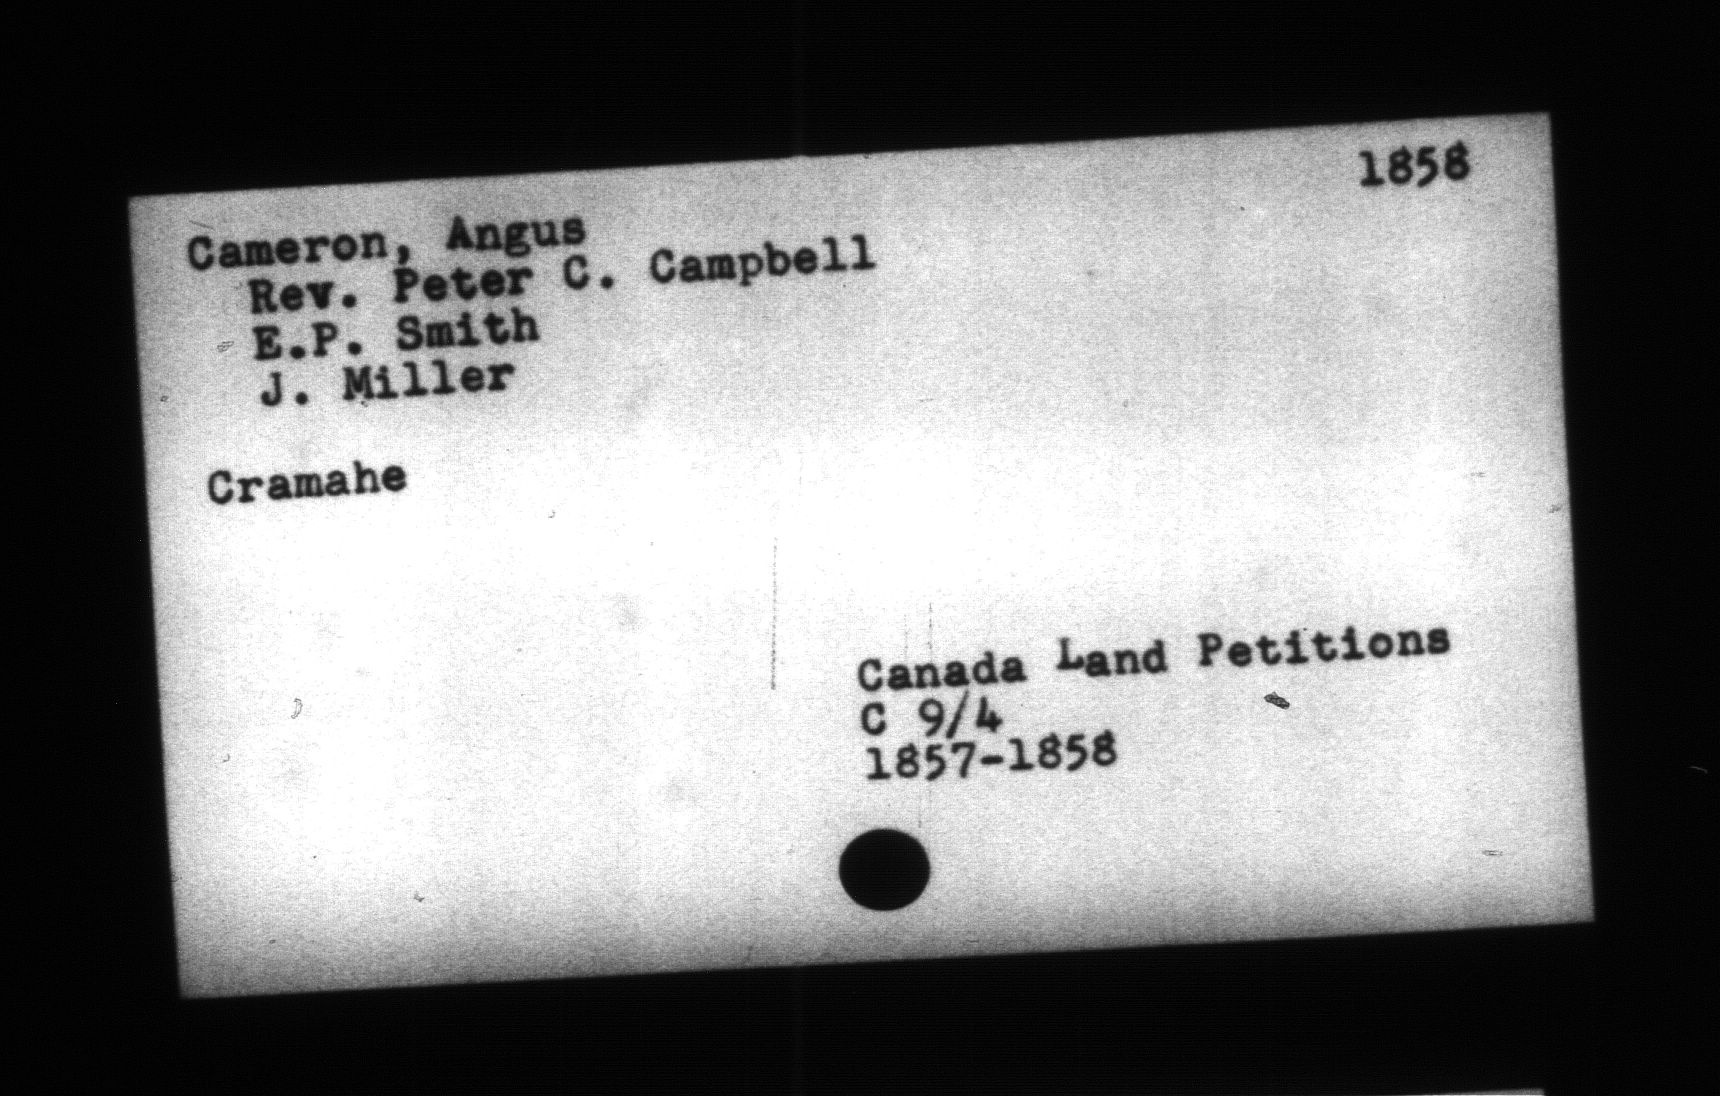 1858
Cameron, Angus
Rev. Peter C. Campbell
E.P. Smith
J. Miller
Cramahe
Canada Land Petitions
C 9/4
1857-1858